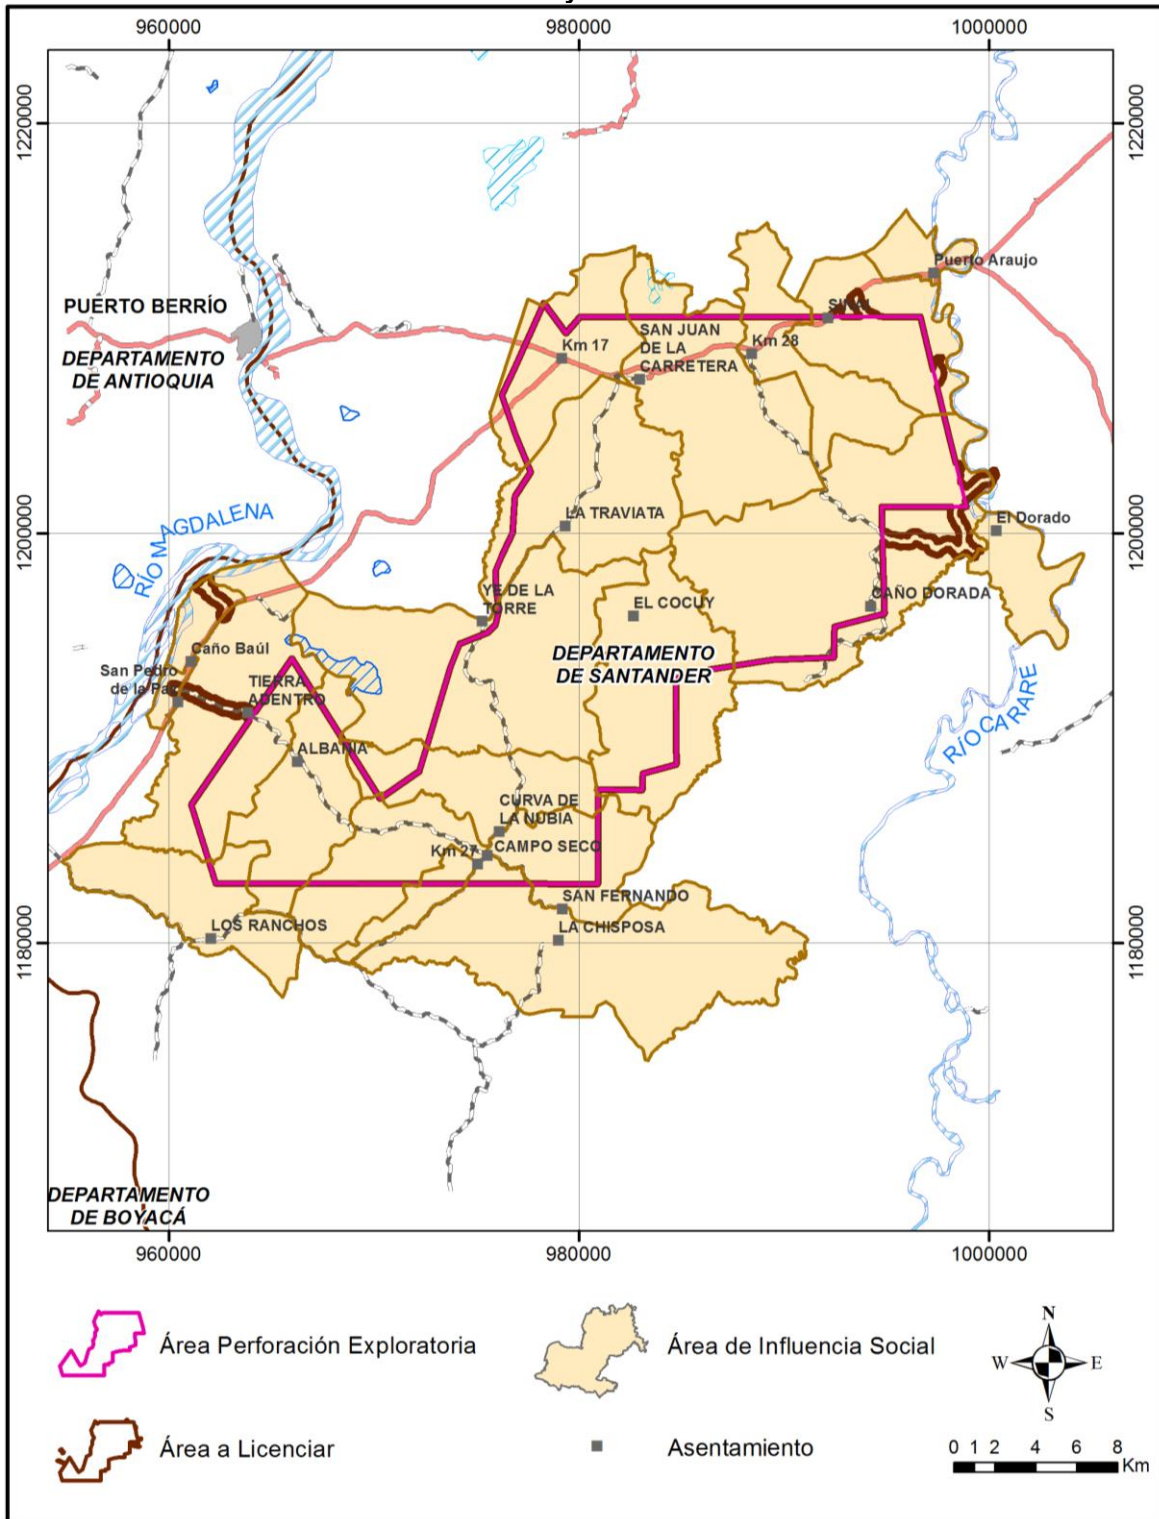 960000
980000
1000000
1220000
1220000
Puerto Araujo
PUERTO BERRÍO
SINAÍ
SAN JUAN
DE LA
CARRETERA
Km 17
Km 28
DEPARTAMENTO
DE ANTIOQUIA
RÍO MAGDALENA
LA TRAVIATA
1200000
1200000
El Dorado
YE DE LA
TORRE
EL COCUY
CAÑO DORADA
DEPARTAMENTO
DE SANTANDER
Caño Baúl
San Pedro
de la Paz
TIERRA
ADENTRO
RÍO CARARE
ALBANIA
CURVA DE
LA NUBIA
CAMPO SECO
Km 27
SAN FERNANDO
LOS RANCHOS
LA CHISPOSA
1180000
1180000
DEPARTAMENTO
DE BOYACÁ
960000
980000
1000000
Área Perforación Exploratoria
Área de Influencia Social
N
W
E
S
Área a Licenciar
Asentamiento
0 1 2 4 6 8
Km